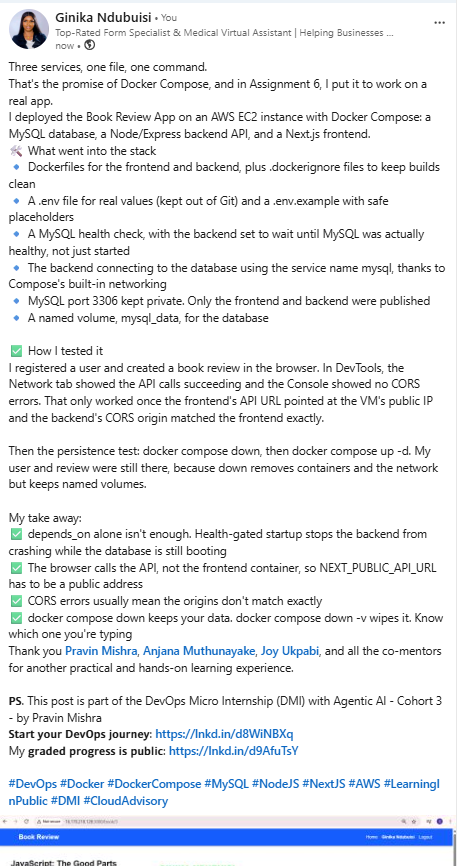 Ginika Ndubuisi • You
Top-Rated Form Specialist & Medical Virtual Assistant | Helping Businesses ...
now •
Three services, one file, one command.
That's the promise of Docker Compose, and in Assignment 6, I put it to work on a
real app.
I deployed the Book Review App on an AWS EC2 instance with Docker Compose: a
MySQL database, a Node/Express backend API, and a Next.js frontend.
🛠️ What went into the stack
🔹 Dockerfiles for the frontend and backend, plus .dockerignore files to keep builds
clean
🔹 A .env file for real values (kept out of Git) and a .env.example with safe
placeholders
🔹 A MySQL health check, with the backend set to wait until MySQL was actually
healthy, not just started
🔹 The backend connecting to the database using the service name mysql, thanks to
Compose's built-in networking
🔹 MySQL port 3306 kept private. Only the frontend and backend were published
🔹 A named volume, mysql_data, for the database
✅ How I tested it
I registered a user and created a book review in the browser. In DevTools, the
Network tab showed the API calls succeeding and the Console showed no CORS
errors. That only worked once the frontend's API URL pointed at the VM's public IP
and the backend's CORS origin matched the frontend exactly.
Then the persistence test: docker compose down, then docker compose up -d. My
user and review were still there, because down removes containers and the network
but keeps named volumes.
My take away:
✅ depends_on alone isn't enough. Health-gated startup stops the backend from
crashing while the database is still booting
✅ The browser calls the API, not the frontend container, so NEXT_PUBLIC_API_URL
has to be a public address
✅ CORS errors usually mean the origins don't match exactly
✅ docker compose down keeps your data. docker compose down -v wipes it. Know
which one you're typing
Thank you Pravin Mishra, Anjana Muthunayake, Joy Ukpabi, and all the co-mentors
for another practical and hands-on learning experience.
PS. This post is part of the DevOps Micro Internship (DMI) with Agentic AI - Cohort 3
- by Pravin Mishra
Start your DevOps journey: https://lnkd.in/d8WiNBXq
My graded progress is public: https://lnkd.in/d9AfuTsY
#DevOps #Docker #DockerCompose #MySQL #NodeJS #NextJS #AWS #LearningI
nPublic #DMI #CloudAdvisory
Book Review
Home Ginika Ndubuisi Logout
JavaScript: The Good Parts